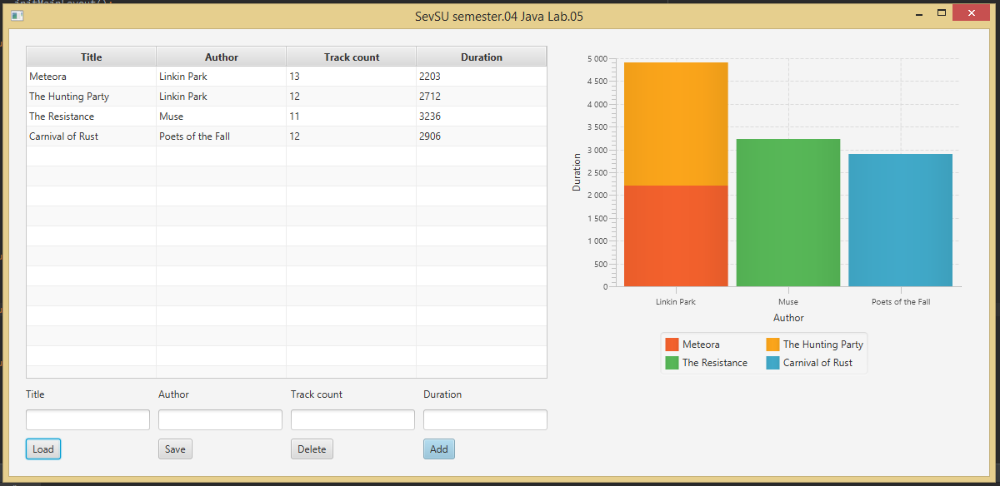 initMainLayout();
SevSU semester.04 Java Lab.05
Title Author Track count Duration
Meteora Linkin Park 13 2203
The Hunting Party Linkin Park 12 2712
The Resistance Muse 11 3236
Carnival of Rust Poets of the Fall 12 2906
Title Author Track count Duration
Load Save Delete Add
5 000
4 500
4 000
3 500
3 000
2 500
2 000
1 500
1 000
500
0
Duration
Linkin Park Muse Poets of the Fall
Author
Meteora The Hunting Party
The Resistance Carnival of Rust